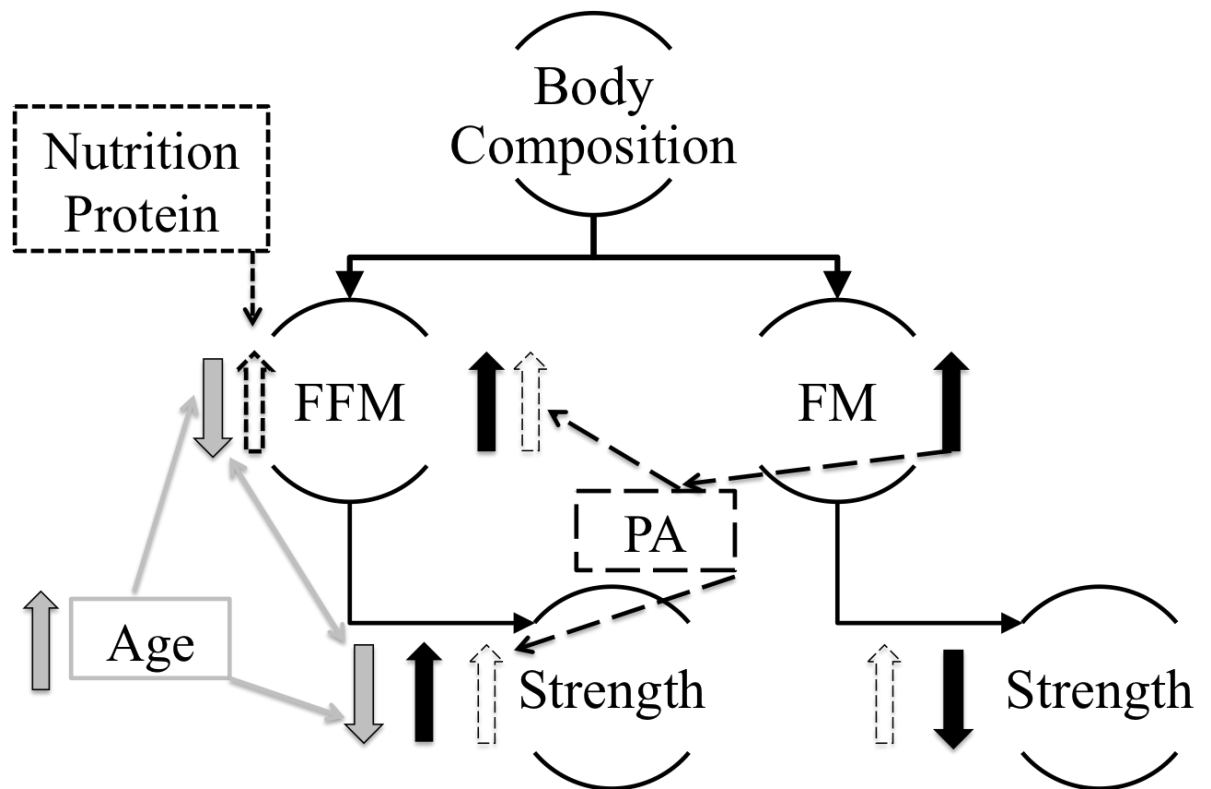 Body
Composition
Nutrition
Protein
FFM
FM
PA
Age
Strength
Strength